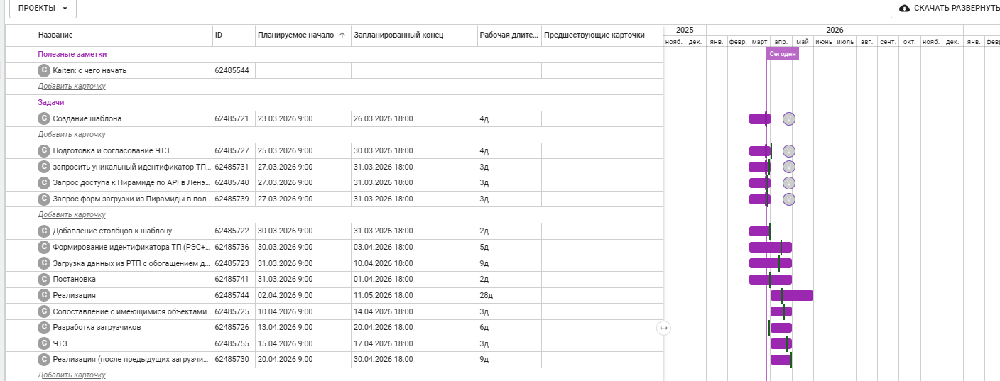 ПРОЕКТЫ СКАЧАТЬ РАЗВЁРНУТЬ
Название ID Планируемое начало Запланированный конец Рабочая длите... Предшествующие карточки 2025 2026
нояб. дек. янв. февр. март апр. май июнь июль авг. сент. окт. нояб. дек. янв. февр
Полезные заметки Сегодня
C Kaiten: с чего начать 62485544
Добавить карточку
Задачи
C Создание шаблона 62485721 23.03.2026 9:00 26.03.2026 18:00 4д V
Добавить карточку
C Подготовка и согласование ЧТЗ 62485727 25.03.2026 9:00 30.03.2026 18:00 4д V
C запросить уникальный идентификатор ТП... 62485731 27.03.2026 9:00 31.03.2026 18:00 3д V
C Запрос доступа к Пирамиде по API в Ленэ... 62485740 27.03.2026 9:00 31.03.2026 18:00 3д V
C Запрос форм загрузки из Пирамиды в пол... 62485739 27.03.2026 9:00 31.03.2026 18:00 3д V
Добавить карточку
C Добавление столбцов к шаблону 62485722 30.03.2026 9:00 31.03.2026 18:00 2д
C Формирование идентификатора ТП (РЭС+... 62485736 30.03.2026 9:00 03.04.2026 18:00 5д
C Загрузка данных из РТП с обогащением д... 62485723 31.03.2026 9:00 10.04.2026 18:00 9д
C Постановка 62485741 31.03.2026 9:00 01.04.2026 18:00 2д
C Реализация 62485744 02.04.2026 9:00 11.05.2026 18:00 28д
C Сопоставление с имеющимися объектами... 62485725 10.04.2026 9:00 14.04.2026 18:00 3д
C Разработка загрузчиков 62485726 13.04.2026 9:00 20.04.2026 18:00 6д
C ЧТЗ 62485755 15.04.2026 9:00 17.04.2026 18:00 3д
C Реализация (после предыдущих загрузчи... 62485730 20.04.2026 9:00 30.04.2026 18:00 9д
Добавить карточку